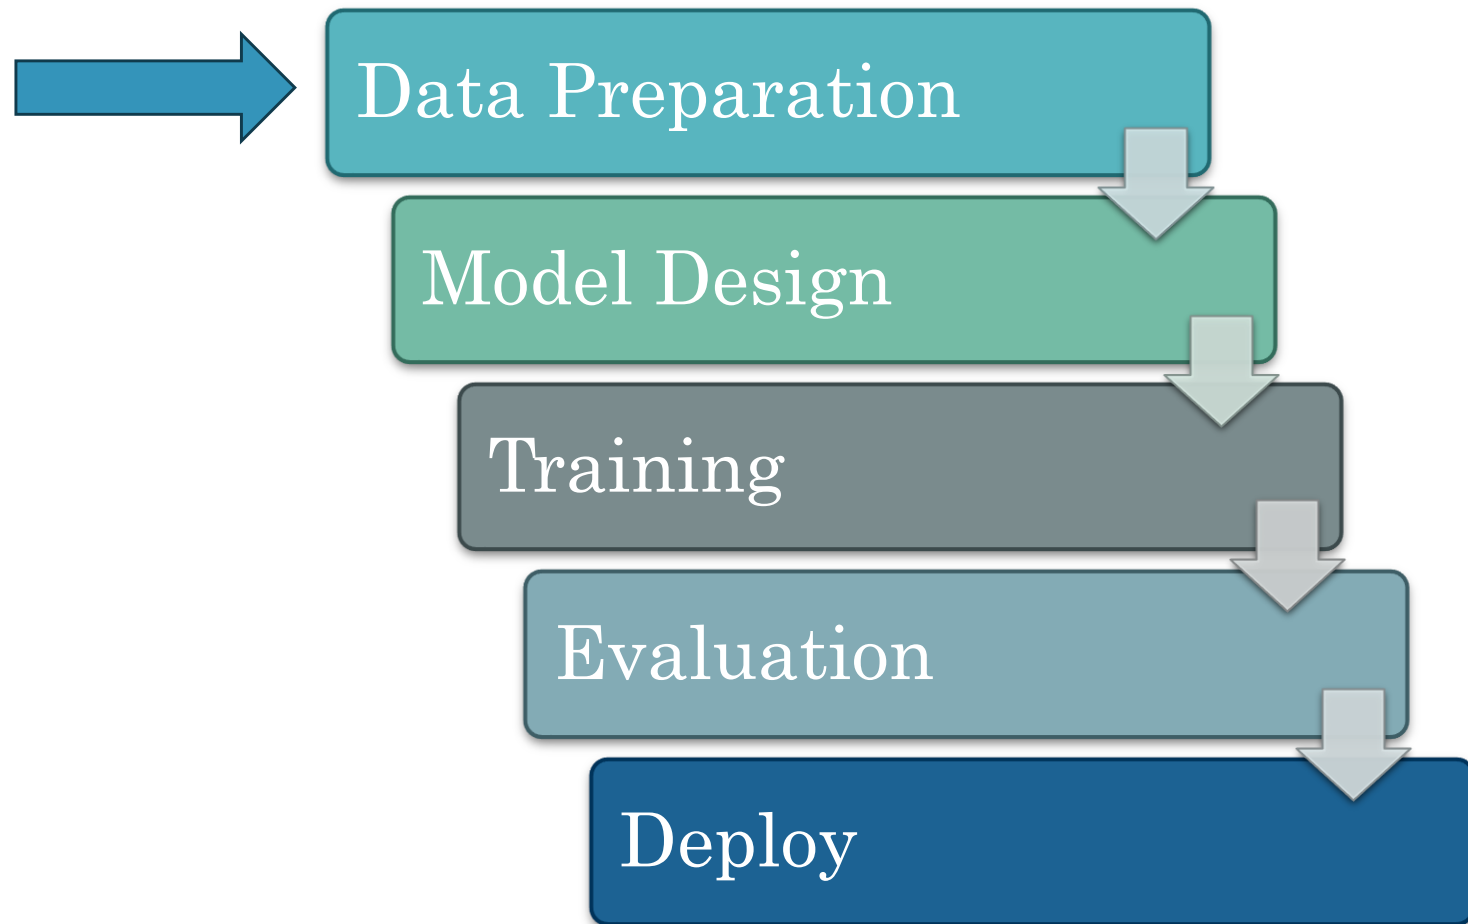 Data Preparation
Model Design
Training
Evaluation
Deploy